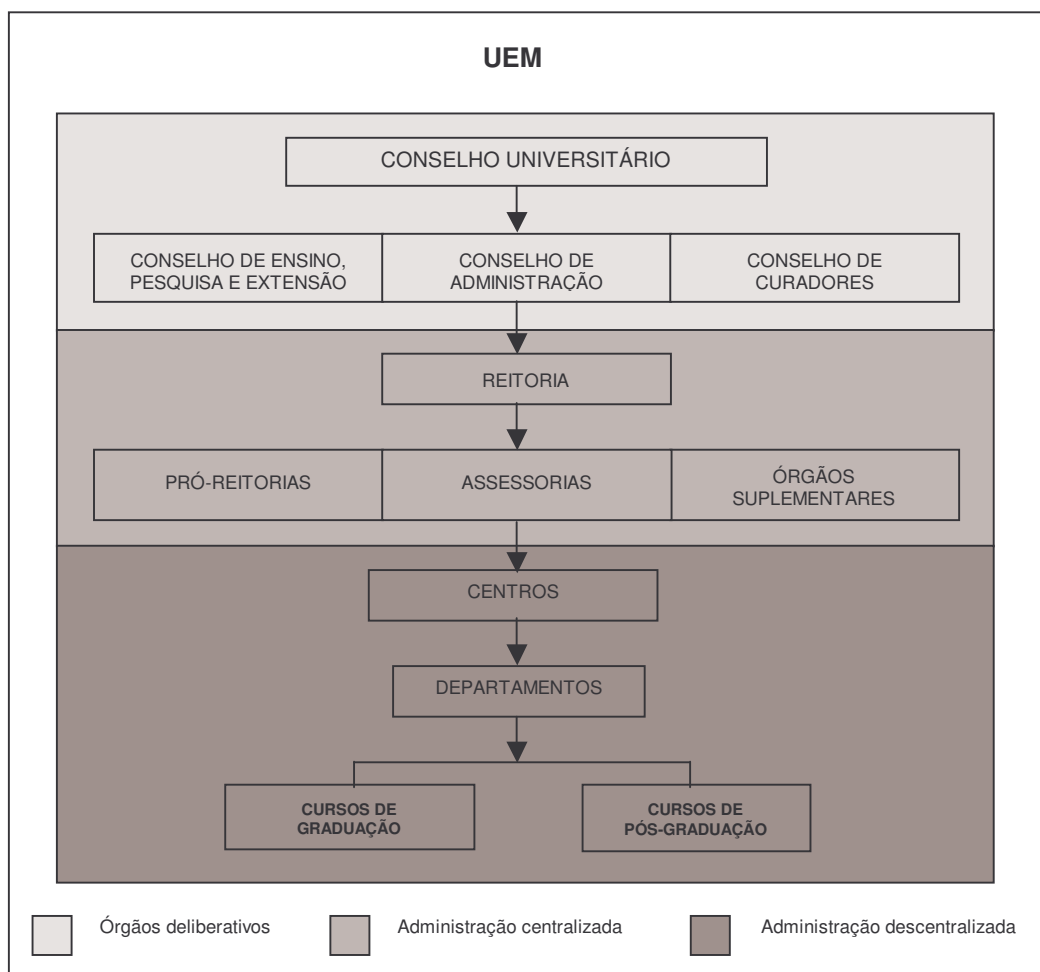 UEM
CONSELHO UNIVERSITÁRIO
CONSELHO DE ENSINO,
PESQUISA E EXTENSÃO
CONSELHO DE
ADMINISTRAÇÃO
CONSELHO DE
CURADORES
REITORIA
PRÓ-REITORIAS
ASSESSORIAS
ÓRGÃOS
SUPLEMENTARES
CENTROS
DEPARTAMENTOS
CURSOS DE
GRADUAÇÃO
CURSOS DE
PÓS-GRADUAÇÃO
Órgãos deliberativos
Administração centralizada
Administração descentralizada